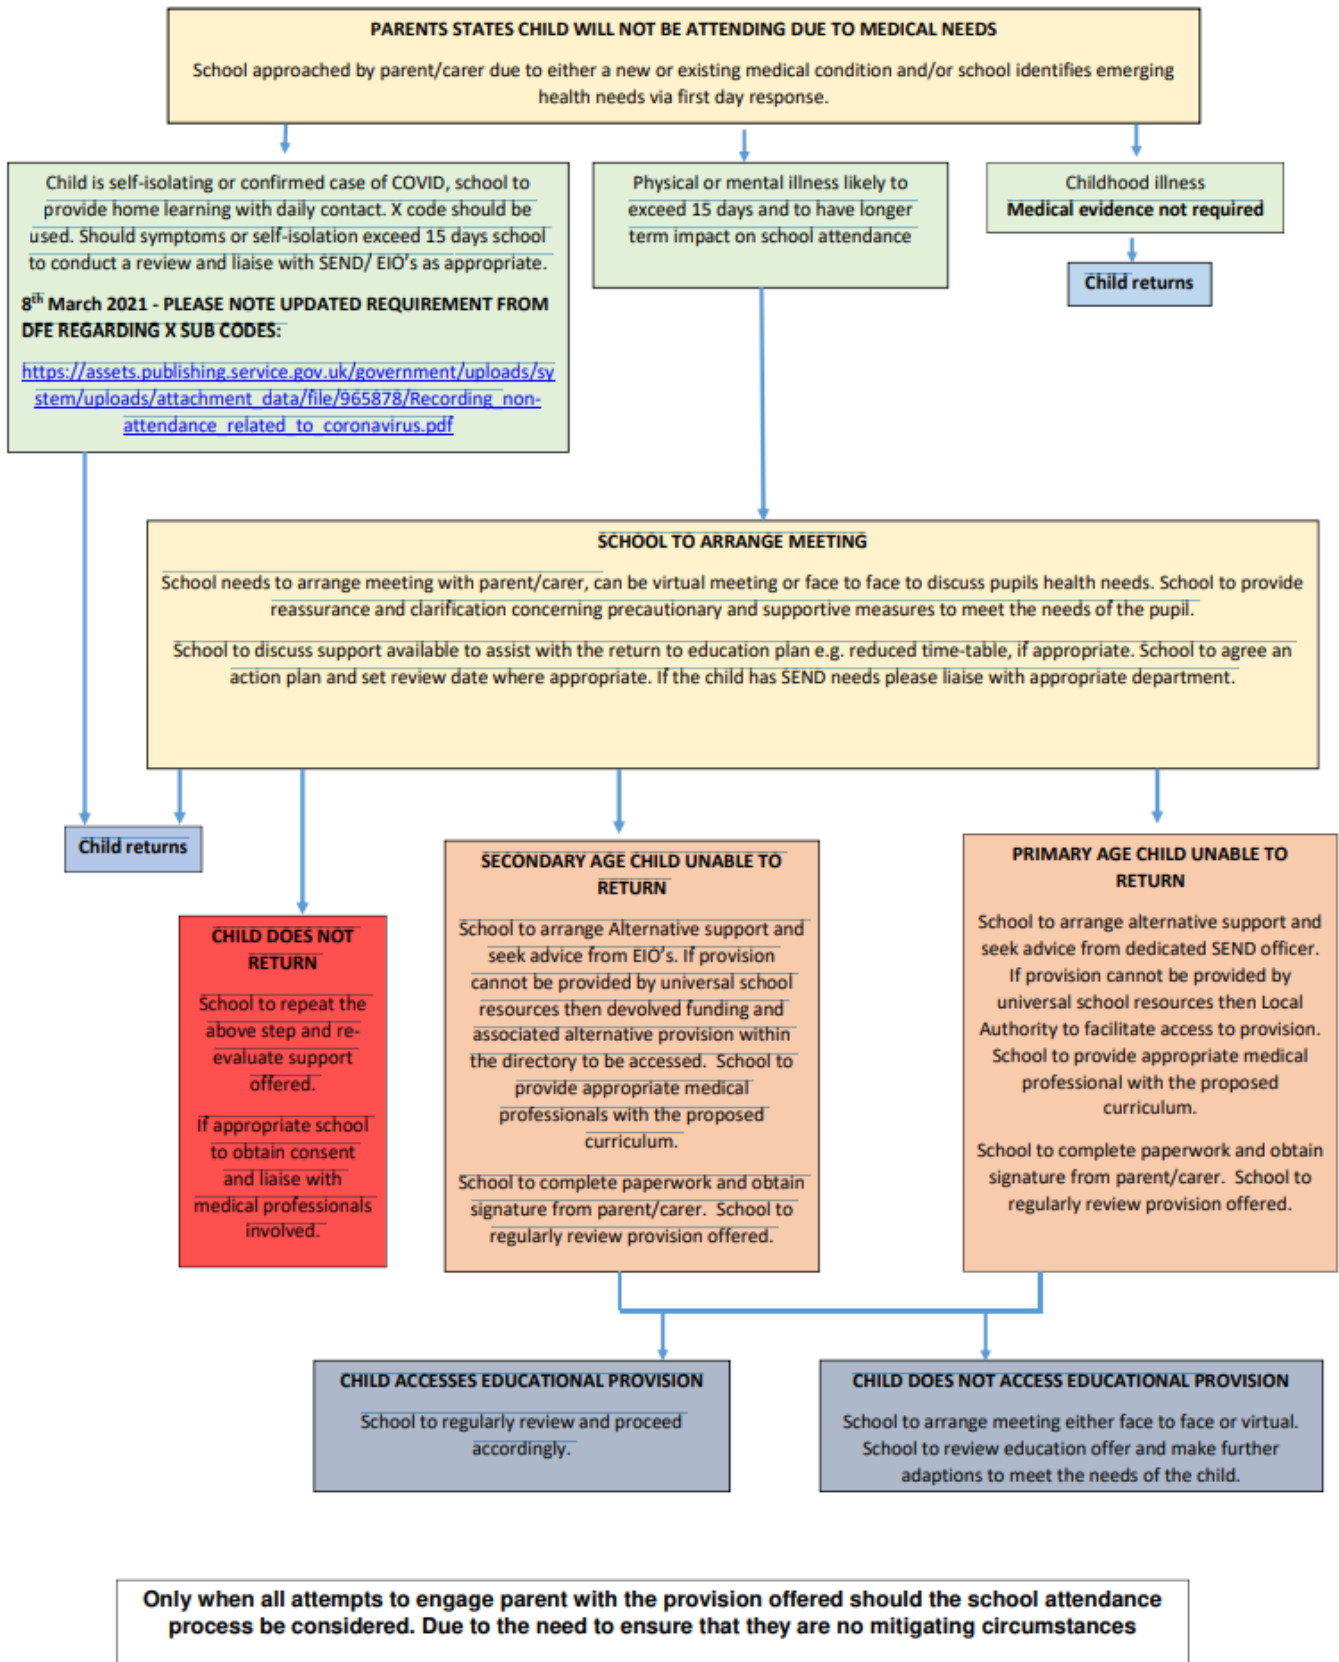 PARENTS STATES CHILD WILL NOT BE ATTENDING DUE TO MEDICAL NEEDS
School approached by parent/carer due to either a new or existing medical condition and/or school identifies emerging
health needs via first day response.
Child is self-isolating or confirmed case of COVID, school to
provide home learning with daily contact. X code should be
used. Should symptoms or self-isolation exceed 15 days school
to conduct a review and liaise with SEND/ EIO's as appropriate.
8th March 2021 - PLEASE NOTE UPDATED REQUIREMENT FROM
DFE REGARDING X SUB CODES:
https://assets.publishing.service.gov.uk/government/uploads/sy
stem/uploads/attachment_data/file/965878/Recording_non-
attendance_related_to_coronavirus.pdf
Physical or mental illness likely to
exceed 15 days and to have longer
term impact on school attendance
Childhood illness
Medical evidence not required
Child returns
SCHOOL TO ARRANGE MEETING
School needs to arrange meeting with parent/carer, can be virtual meeting or face to face to discuss pupils health needs. School to provide
reassurance and clarification concerning precautionary and supportive measures to meet the needs of the pupil.
School to discuss support available to assist with the return to education plan e.g. reduced time-table, if appropriate. School to agree an
action plan and set review date where appropriate. If the child has SEND needs please liaise with appropriate department.
Child returns
CHILD DOES NOT
RETURN
School to repeat the
above step and re-
evaluate support
offered.
If appropriate school
to obtain consent
and liaise with
medical professionals
involved.
SECONDARY AGE CHILD UNABLE TO
RETURN
School to arrange Alternative support and
seek advice from EIO's. If provision
cannot be provided by universal school
resources then devolved funding and
associated alternative provision within
the directory to be accessed. School to
provide appropriate medical
professionals with the proposed
curriculum.
School to complete paperwork and obtain
signature from parent/carer. School to
regularly review provision offered.
PRIMARY AGE CHILD UNABLE TO
RETURN
School to arrange alternative support and
seek advice from dedicated SEND officer.
If provision cannot be provided by
universal school resources then Local
Authority to facilitate access to provision.
School to provide appropriate medical
professional with the proposed
curriculum.
School to complete paperwork and obtain
signature from parent/carer. School to
regularly review provision offered.
CHILD ACCESSES EDUCATIONAL PROVISION
School to regularly review and proceed
accordingly.
CHILD DOES NOT ACCESS EDUCATIONAL PROVISION
School to arrange meeting either face to face or virtual.
School to review education offer and make further
adaptions to meet the needs of the child.
Only when all attempts to engage parent with the provision offered should the school attendance
process be considered. Due to the need to ensure that they are no mitigating circumstances